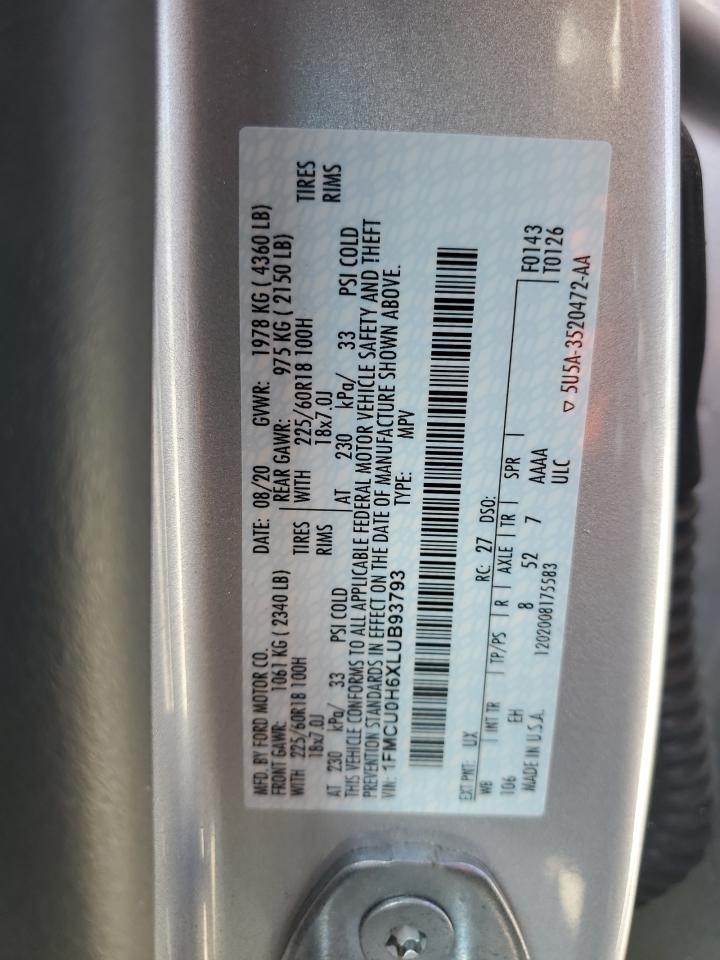 MFD. BY FORD MOTOR CO. DATE: 08/20 GVWR: 1978 KG ( 4360 LB)
FRONT GAWR: 1061 KG ( 2340 LB) REAR GAWR: 975 KG ( 2150 LB)
WITH 225/60R18 100H TIRES WITH 225/60R18 100H TIRES
18x7.0J RIMS 18x7.0J RIMS
AT 230 kPa/ 33 PSI COLD AT 230 kPa/ 33 PSI COLD
THIS VEHICLE CONFORMS TO ALL APPLICABLE FEDERAL MOTOR VEHICLE SAFETY AND THEFT
PREVENTION STANDARDS IN EFFECT ON THE DATE OF MANUFACTURE SHOWN ABOVE.
VIN: 1FMCU0H6XLUB93793 TYPE: MPV
EXT PNT: UX RC: 27 DSO:
WB | INT TR | TP/PS | R | AXLE | TR | SPR |
106 EH 8 52 7 AAAA F0143
T0126
MADE IN U.S.A. 1202008175583 ULC
▽ 5U5A-3520472-AA